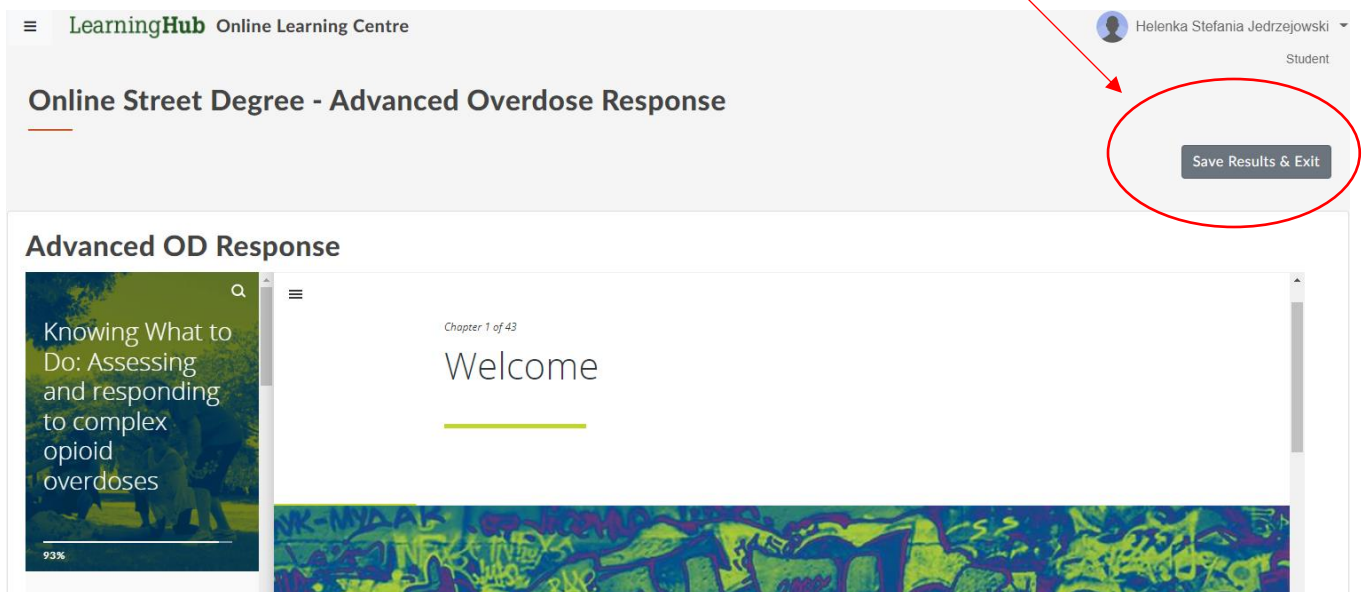 LearningHub Online Learning Centre
Helenka Stefania Jedrzejowski
Student
Online Street Degree - Advanced Overdose Response
Save Results & Exit
Advanced OD Response
Knowing What to
Do: Assessing
and responding
to complex
opioid
overdoses
93%
Chapter 1 of 43
Welcome